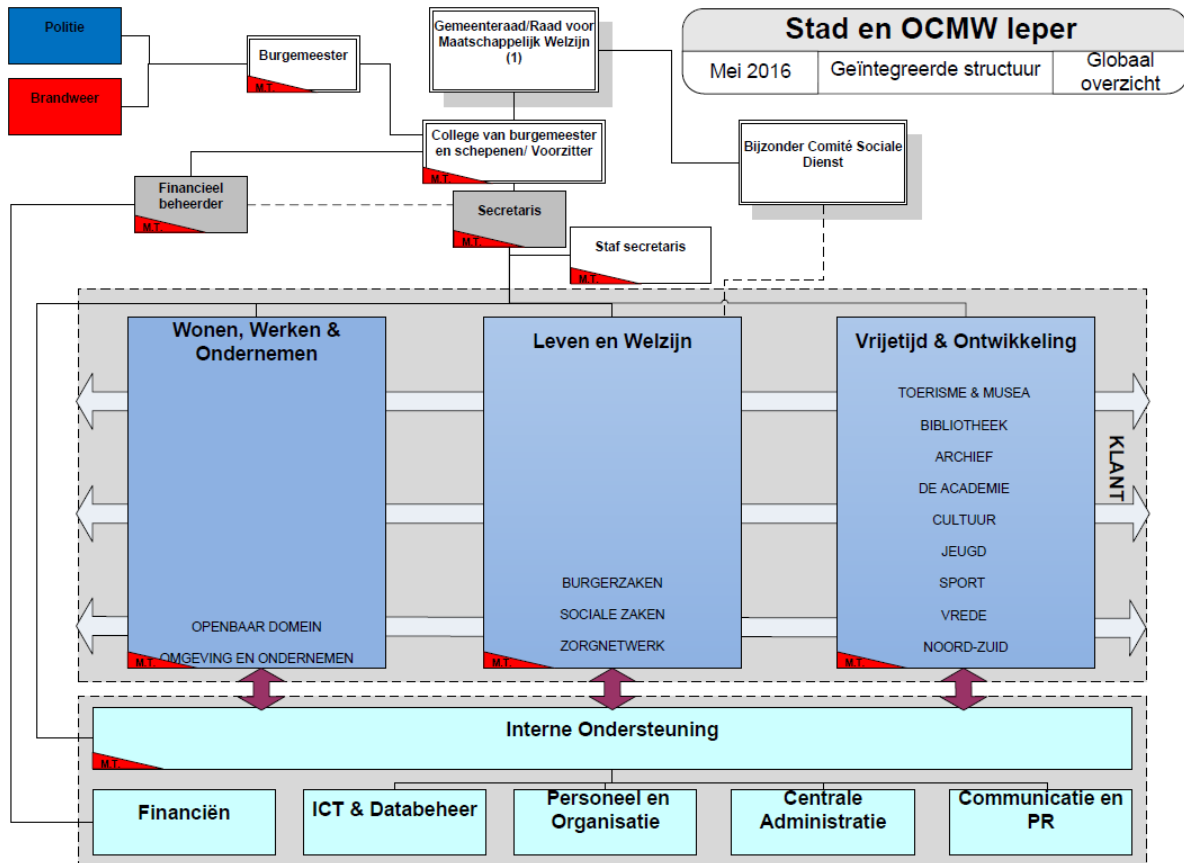 Politie
Brandweer
Burgemeester
M.T.
Gemeenteraad/Raad voor
Maatschappelijk Welzijn
(1)
Stad en OCMW Ieper
Mei 2016
Geïntegreerde structuur
Globaal
overzicht
College van burgemeester
en schepenen/ Voorzitter
M.T.
Bijzonder Comité Sociale
Dienst
Financieel
beheerder
M.T.
Secretaris
M.T.
Staf secretaris
M.T.
Wonen, Werken &
Ondernemen
OPENBAAR DOMEIN
OMGEVING EN ONDERNEMEN
M.T.
Leven en Welzijn
BURGERZAKEN
SOCIALE ZAKEN
ZORGNETWERK
M.T.
Vrijetijd & Ontwikkeling
TOERISME & MUSEA
BIBLIOTHEEK
ARCHIEF
DE ACADEMIE
CULTUUR
JEUGD
SPORT
VREDE
NOORD-ZUID
M.T.
KLANT
Interne Ondersteuning
M.T.
Financiën
ICT & Databeheer
Personeel en
Organisatie
Centrale
Administratie
Communicatie en
PR